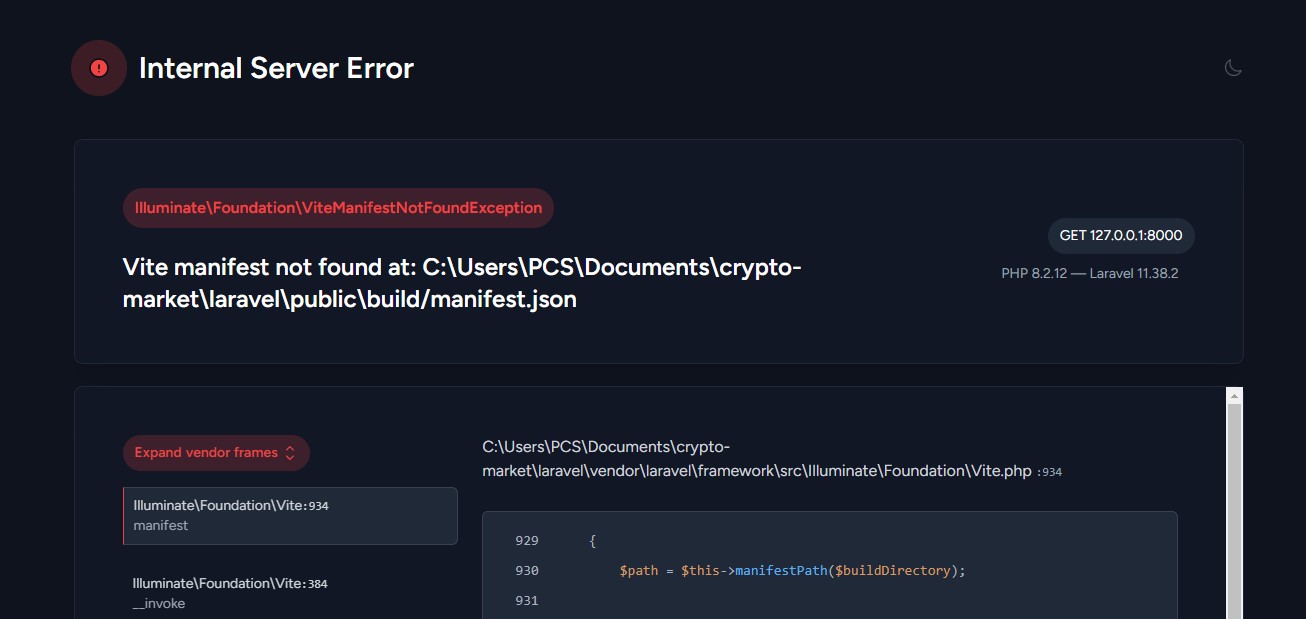 Internal Server Error
Illuminate\Foundation\ViteManifestNotFoundException
Vite manifest not found at: C:\Users\PCS\Documents\crypto-
market\laravel\public\build/manifest.json
GET 127.0.0.1:8000
PHP 8.2.12 — Laravel 11.38.2
Expand vendor frames
Illuminate\Foundation\Vite:934
manifest
Illuminate\Foundation\Vite:384
__invoke
C:\Users\PCS\Documents\crypto-
market\laravel\vendor\laravel\framework\src\Illuminate\Foundation\Vite.php :934
929 {
930 $path = $this->manifestPath($buildDirectory);
931